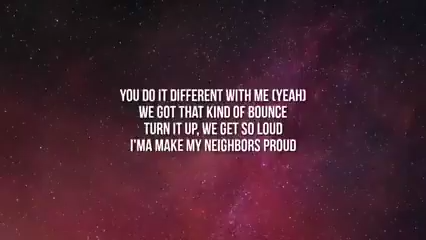 YOU DO IT DIFFERENT WITH ME (YEAH)
WE GOT THAT KIND OF BOUNCE
TURN IT UP, WE GET SO LOUD
I'MA MAKE MY NEIGHBORS PROUD